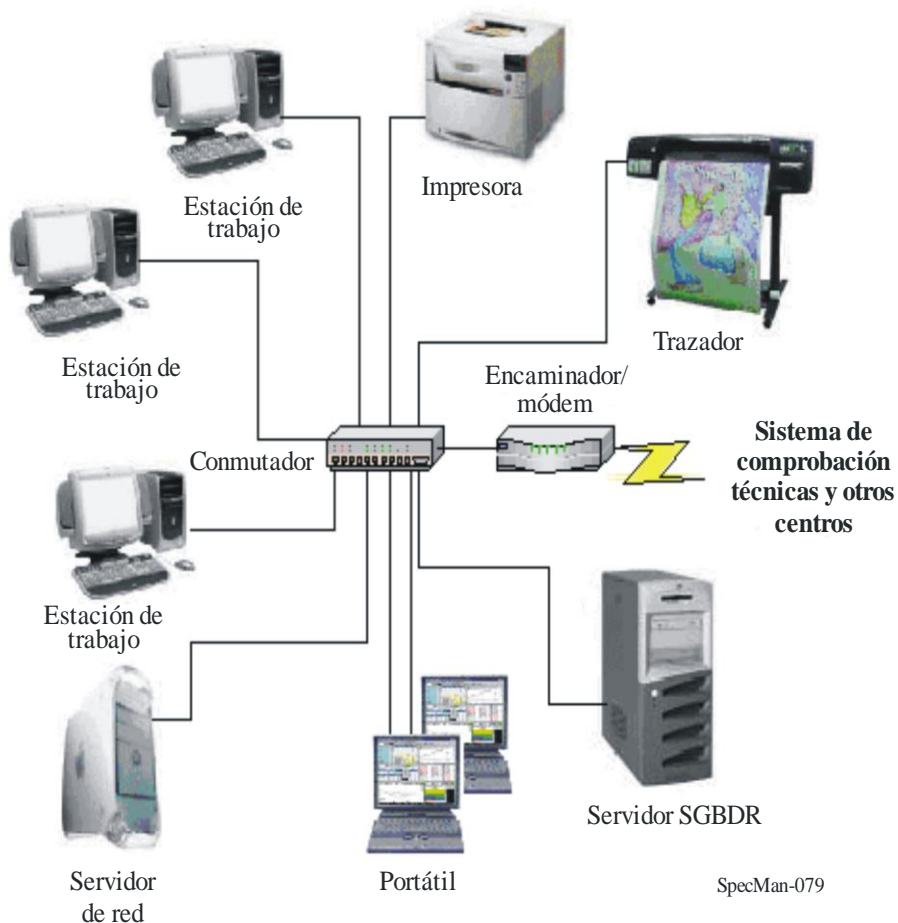 Estación de
trabajo
Impresora
Estación de
trabajo
Trazador
Encaminador/
módem
Conmutador
Sistema de
comprobación
técnicas y otros
centros
Estación de
trabajo
Servidor SGBDR
Servidor
de red
Portátil
SpecMan-079